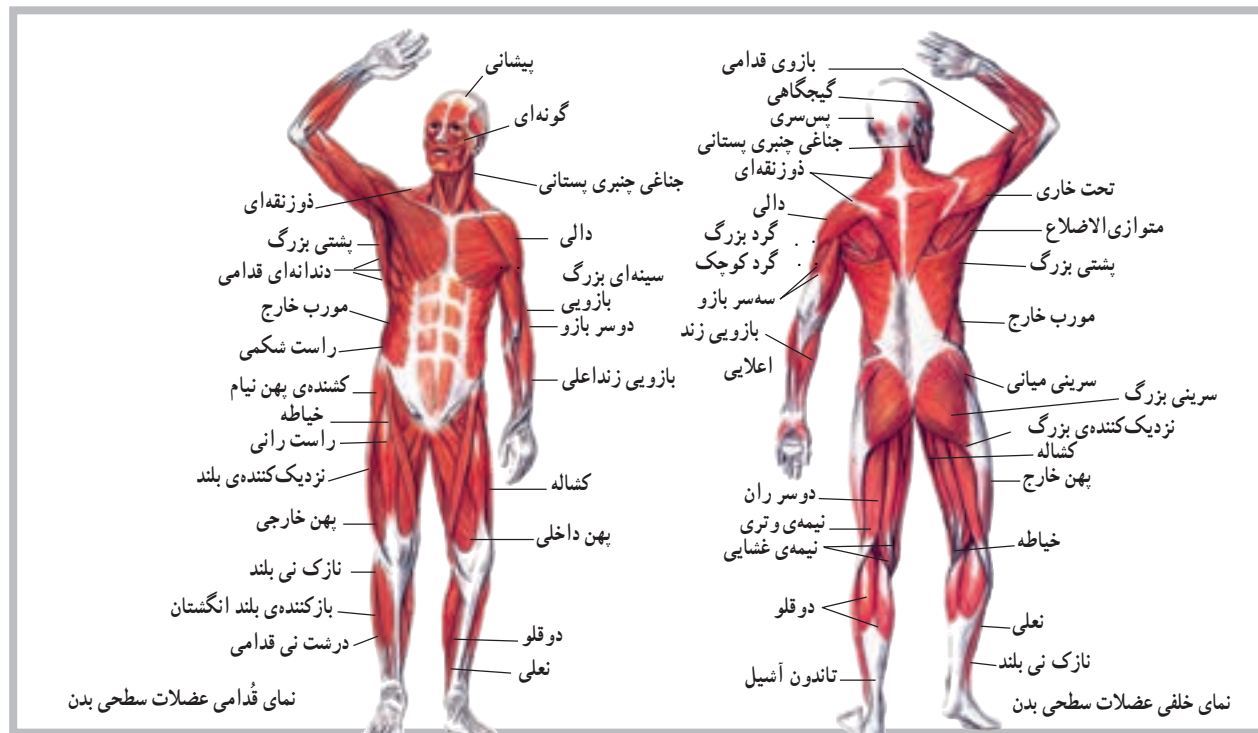 پیشانی
گونه‌ای
جناغی چنبری پستانی
ذوزنقه‌ای
دالی
پشتی بزرگ
دندانه‌ای قدامی
سینه‌ای بزرگ
بازویی
مورب خارج
دوسر بازو
راست شکمی
بازویی زنداعلی
کشنده‌ی پهن نیام
خیاطه
راست رانی
نزدیک‌کننده‌ی بلند
کشاله
پهن خارجی
پهن داخلی
نازک نی بلند
بازکننده‌ی بلند انگشتان
دوقلو
درشت نی قدامی
نعلی
نمای قُدامی عضلات سطحی بدن
بازوی قدامی
گیجگاهی
پس‌سری
جناغی چنبری پستانی
ذوزنقه‌ای
تحت خاری
دالی
متوازی‌الاضلاع
گرد بزرگ
پشتی بزرگ
گرد کوچک
سه‌سر بازو
مورب خارج
بازویی زند
اعلایی
سرینی میانی
سرینی بزرگ
نزدیک‌کننده‌ی بزرگ
کشاله
پهن خارج
دوسر ران
نیمه‌ی وتری
خیاطه
نیمه‌ی غشایی
دوقلو
نعلی
نازک نی بلند
تاندون آشیل
نمای خلفی عضلات سطحی بدن